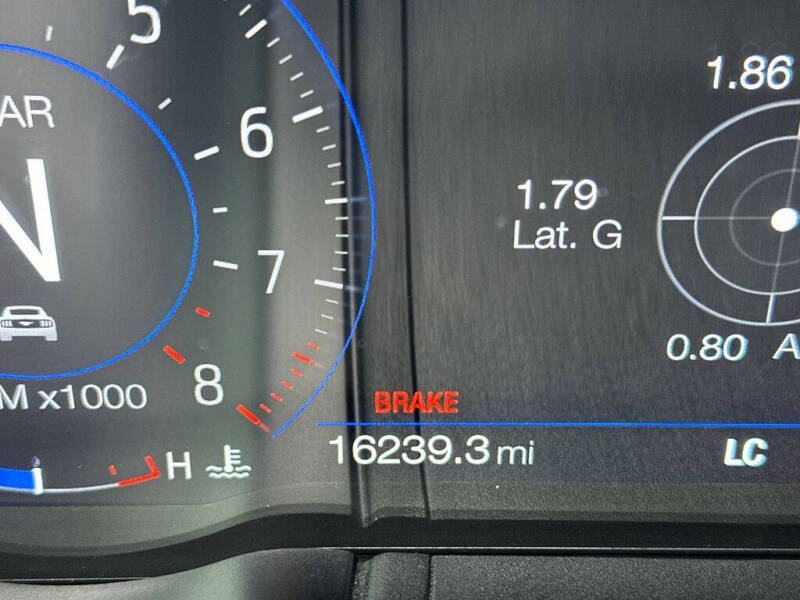 5
AR
6
1.86
1.79
Lat. G
N
7
0.80 A
8
M x1000
BRAKE
H
16239.3 mi
LC